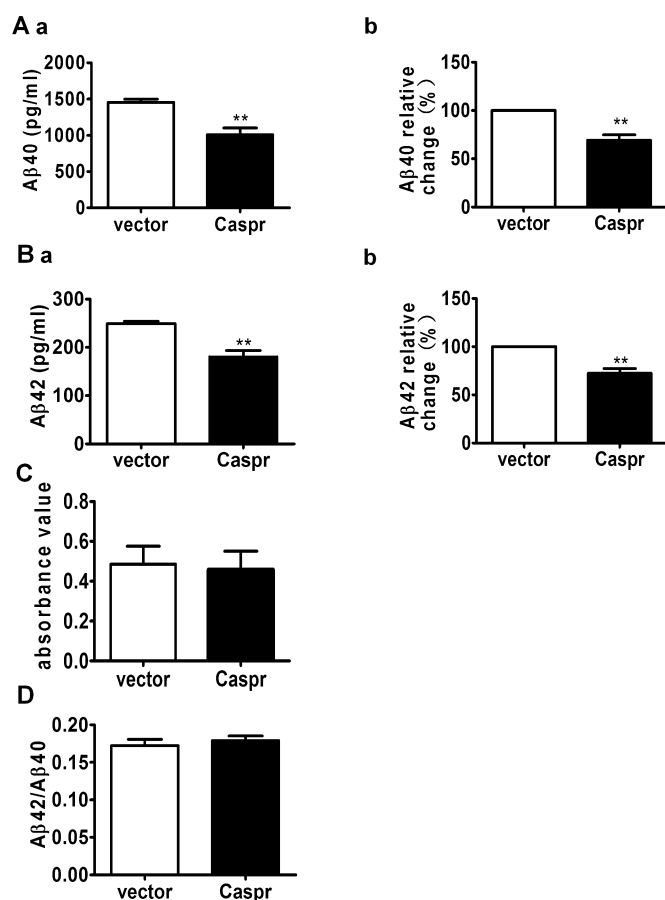 A a
Aβ40 (pg/ml)
2000
1500
1000
500
0
**
vector Caspr
b
Aβ40 relative
change (%)
150
100
50
0
**
vector Caspr
B a
Aβ42 (pg/ml)
300
200
100
0
**
vector Caspr
b
Aβ42 relative
change (%)
150
100
50
0
**
vector Caspr
C
absorbance value
0.8
0.6
0.4
0.2
0.0
vector Caspr
D
Aβ42/Aβ40
0.20
0.15
0.10
0.05
0.00
vector Caspr